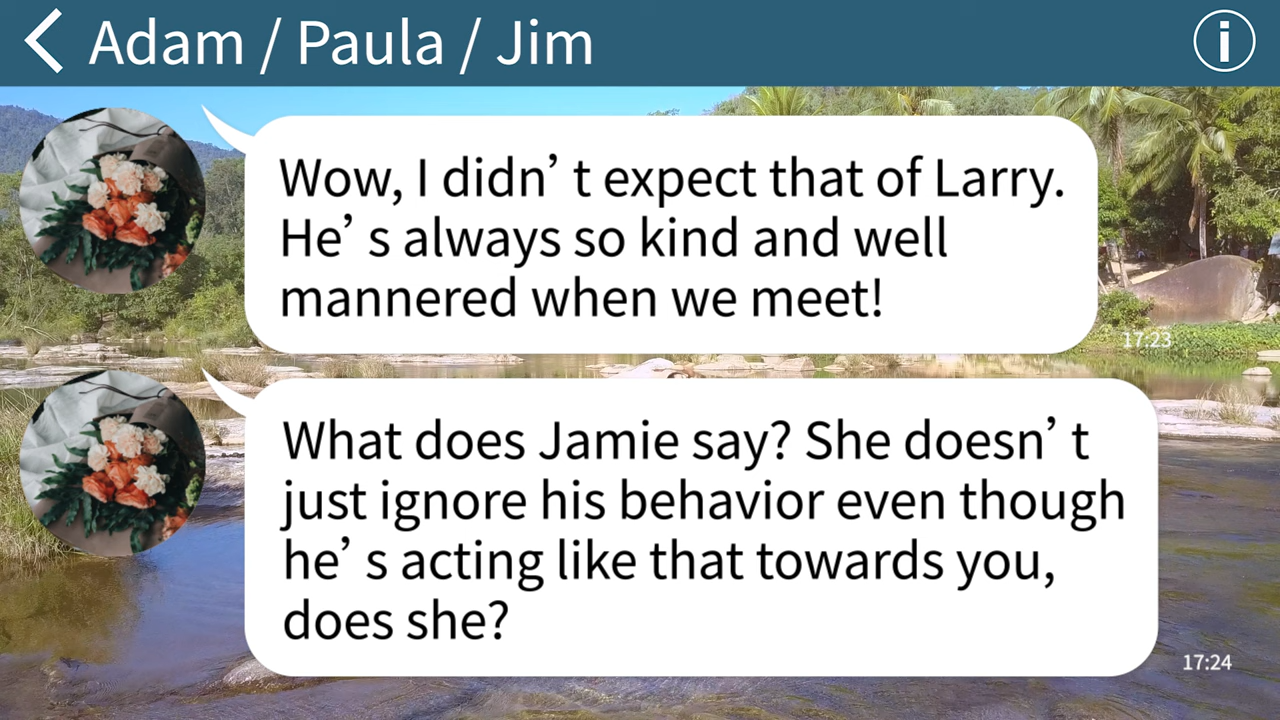 Adam / Paula / Jim
Wow, I didn’t expect that of Larry.
He’s always so kind and well
mannered when we meet!
17:23
What does Jamie say? She doesn’t
just ignore his behavior even though
he’s acting like that towards you,
does she?
17:24